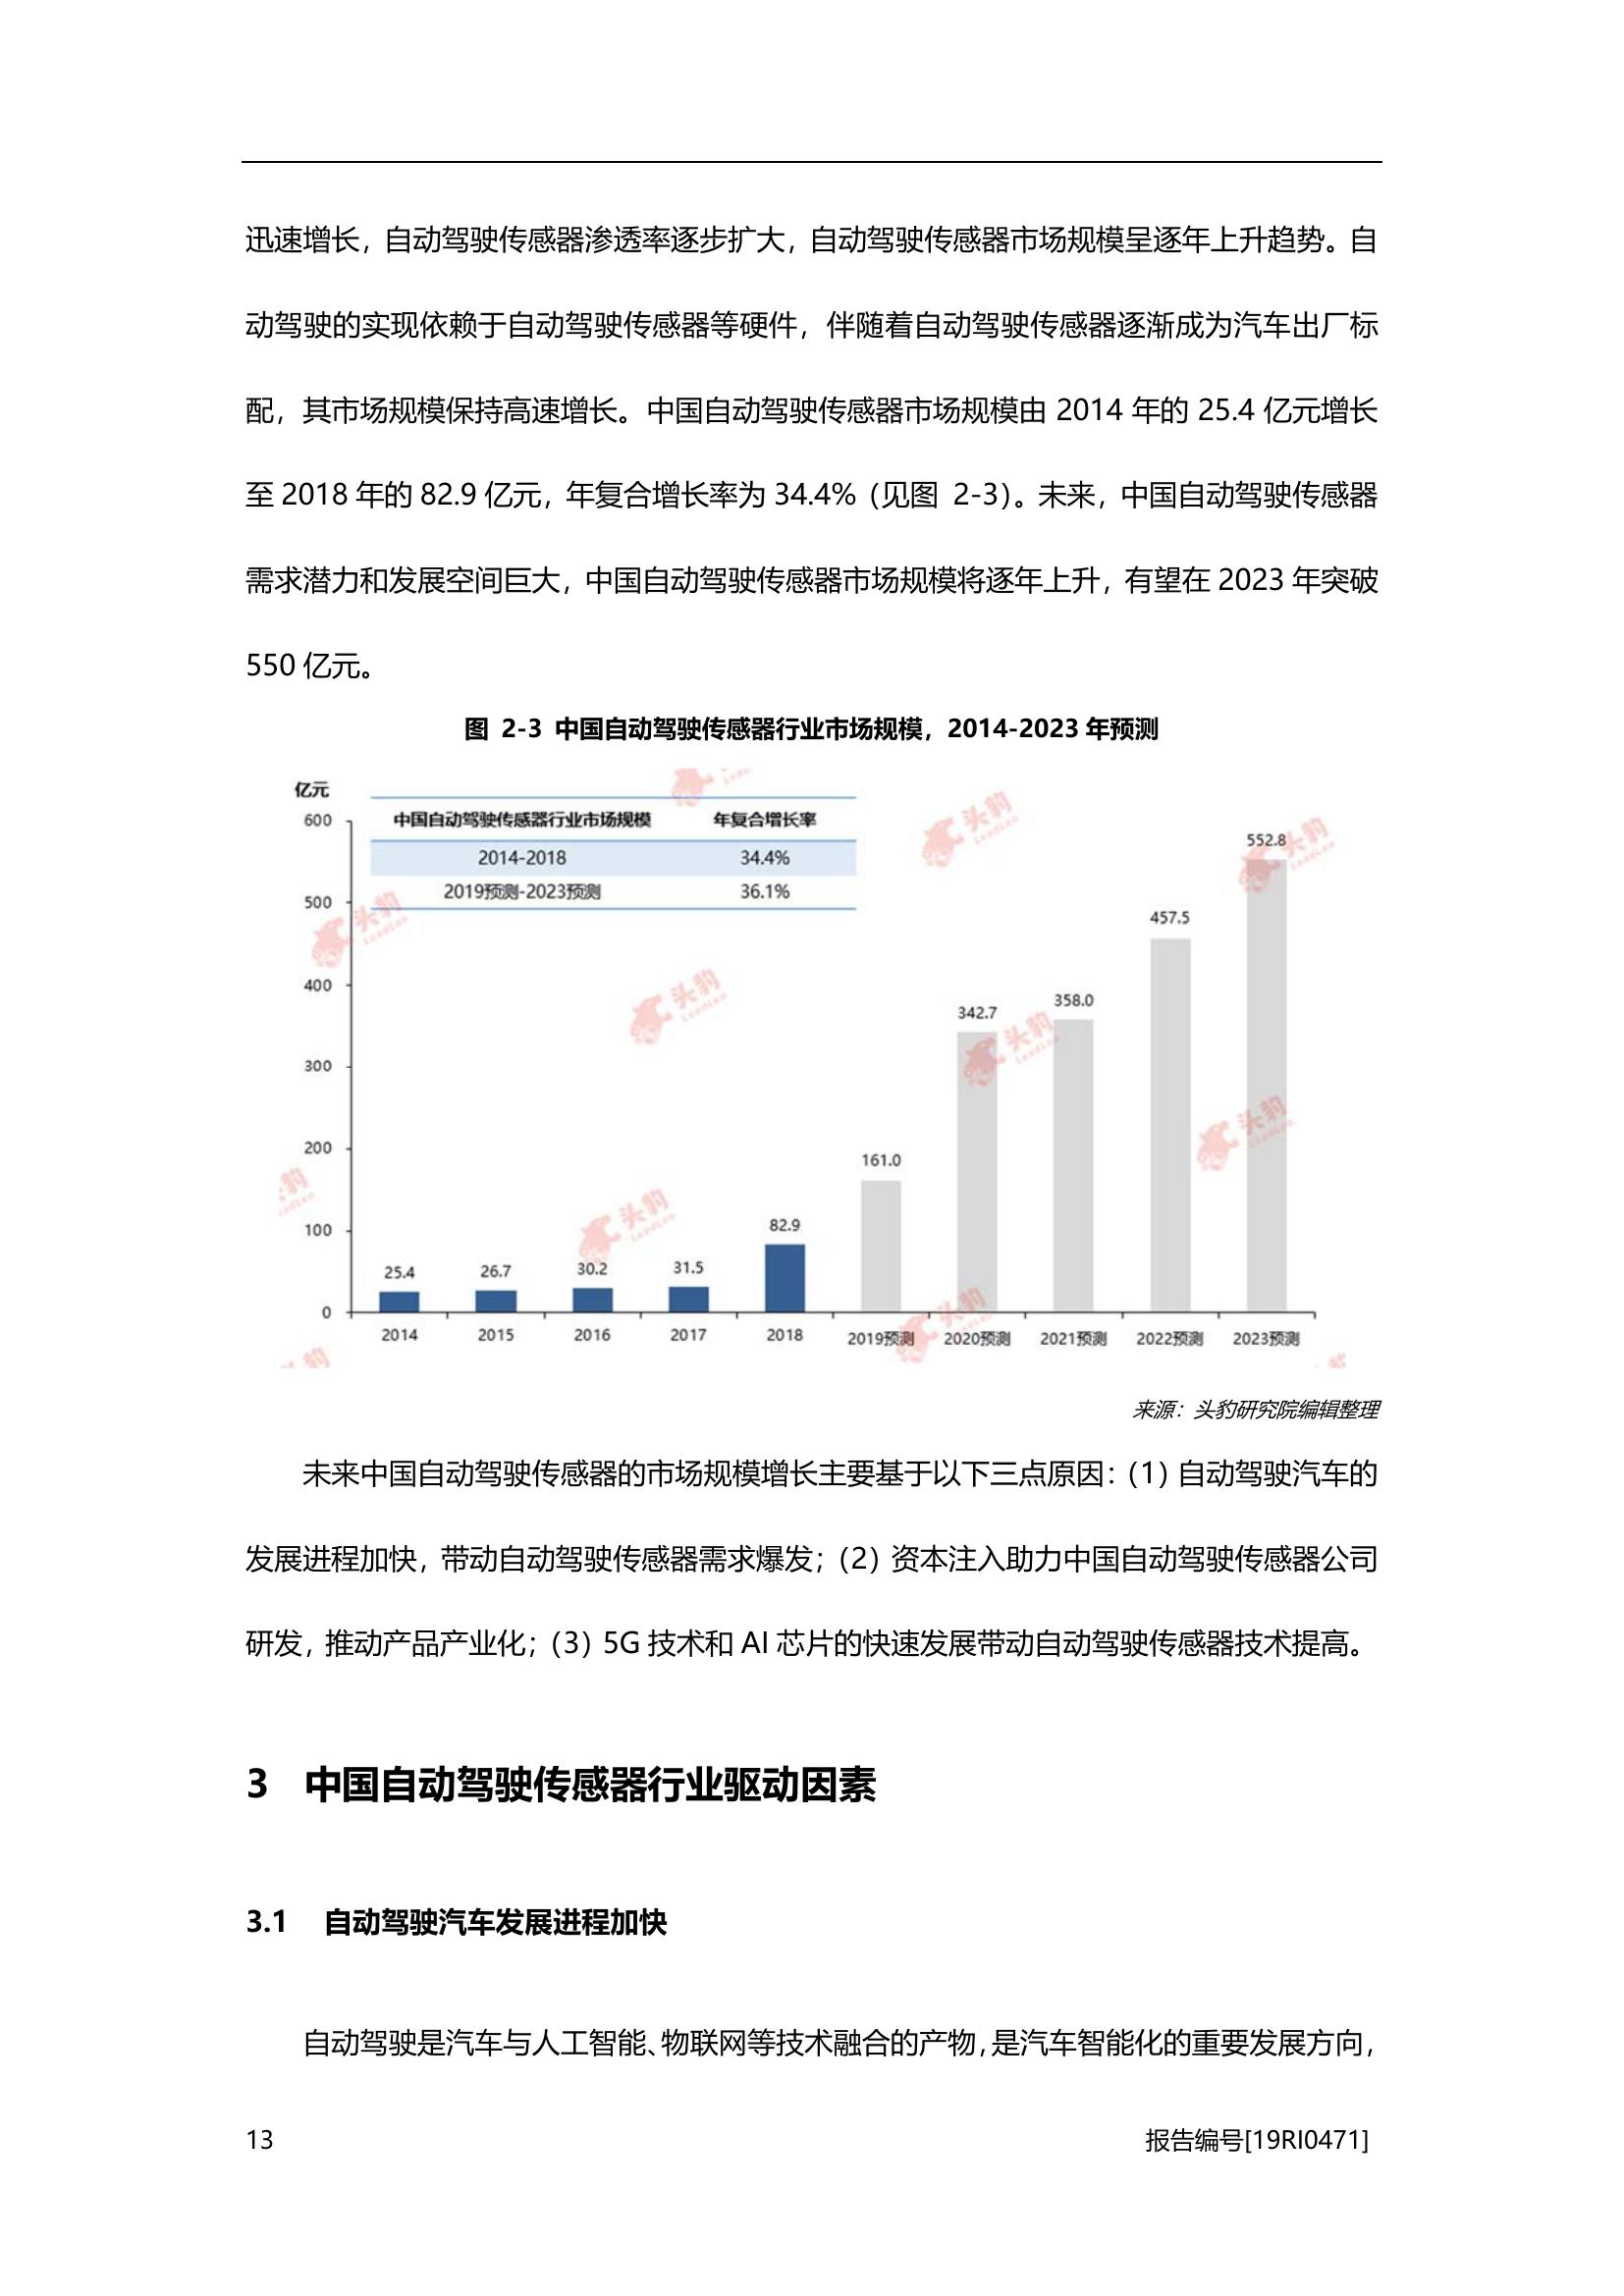 迅速增长，自动驾驶传感器渗透率逐步扩大，自动驾驶传感器市场规模呈逐年上升趋势。自
动驾驶的实现依赖于自动驾驶传感器等硬件，伴随着自动驾驶传感器逐渐成为汽车出厂标
配，其市场规模保持高速增长。中国自动驾驶传感器市场规模由 2014 年的 25.4 亿元增长
至 2018 年的 82.9 亿元，年复合增长率为 34.4%（见图 2-3）。未来，中国自动驾驶传感器
需求潜力和发展空间巨大，中国自动驾驶传感器市场规模将逐年上升，有望在 2023 年突破
550 亿元。
图 2-3 中国自动驾驶传感器行业市场规模，2014-2023 年预测
亿元
中国自动驾驶传感器行业市场规模 年复合增长率
2014-2018 34.4%
2019预测-2023预测 36.1%
600
500
400
300
200
100
0
25.4 26.7 30.2 31.5 82.9 161.0 342.7 358.0 457.5 552.8
2014 2015 2016 2017 2018 2019预测 2020预测 2021预测 2022预测 2023预测
头豹 LeadLeo
来源：头豹研究院编辑整理
未来中国自动驾驶传感器的市场规模增长主要基于以下三点原因：（1）自动驾驶汽车的
发展进程加快，带动自动驾驶传感器需求爆发；（2）资本注入助力中国自动驾驶传感器公司
研发，推动产品产业化；（3）5G 技术和 AI 芯片的快速发展带动自动驾驶传感器技术提高。
3 中国自动驾驶传感器行业驱动因素
3.1 自动驾驶汽车发展进程加快
自动驾驶是汽车与人工智能、物联网等技术融合的产物，是汽车智能化的重要发展方向，
13 报告编号[19RI0471]